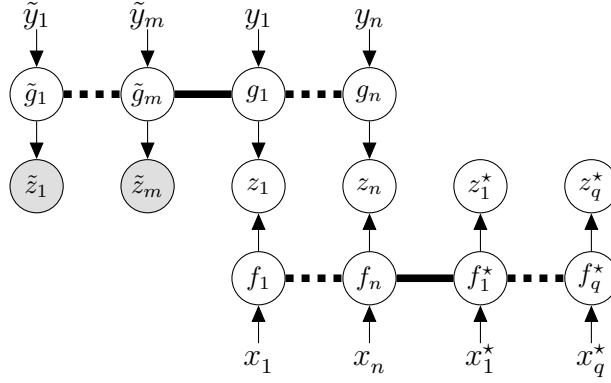 ỹ₁ ỹₘ y₁ yₙ
g̃₁ g̃ₘ g₁ gₙ
z̃₁ z̃ₘ z₁ zₙ z₁⋆ z_q⋆
f₁ fₙ f₁⋆ f_q⋆
x₁ xₙ x₁⋆ x_q⋆